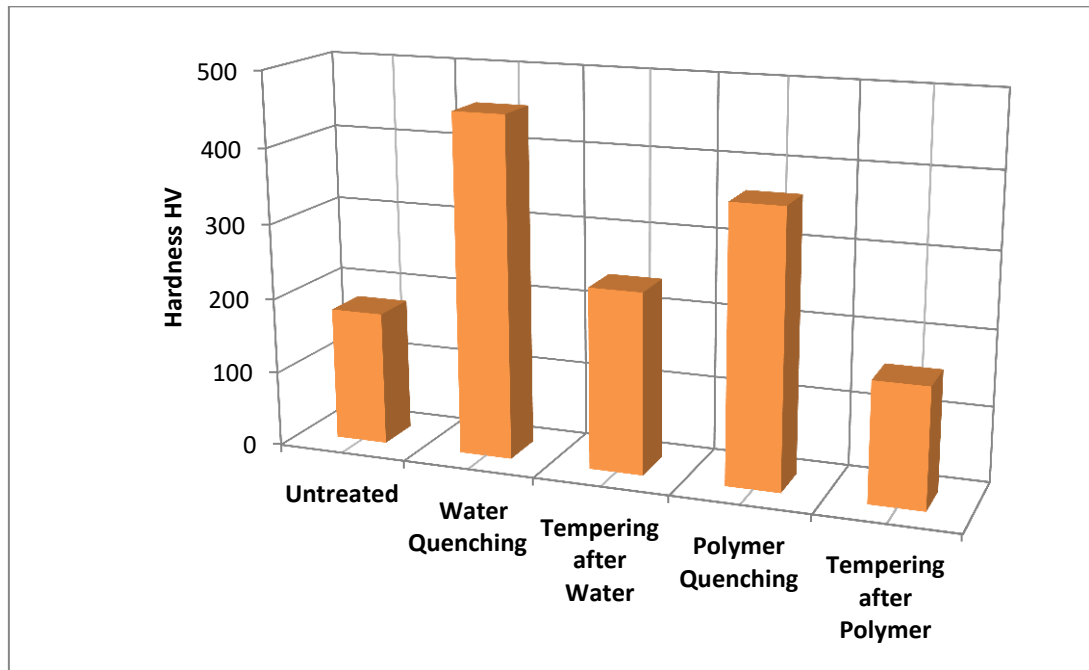 500
400
300
200
100
0
Hardness HV
Untreated
Water
Quenching
Tempering
after
Water
Polymer
Quenching
Tempering
after
Polymer